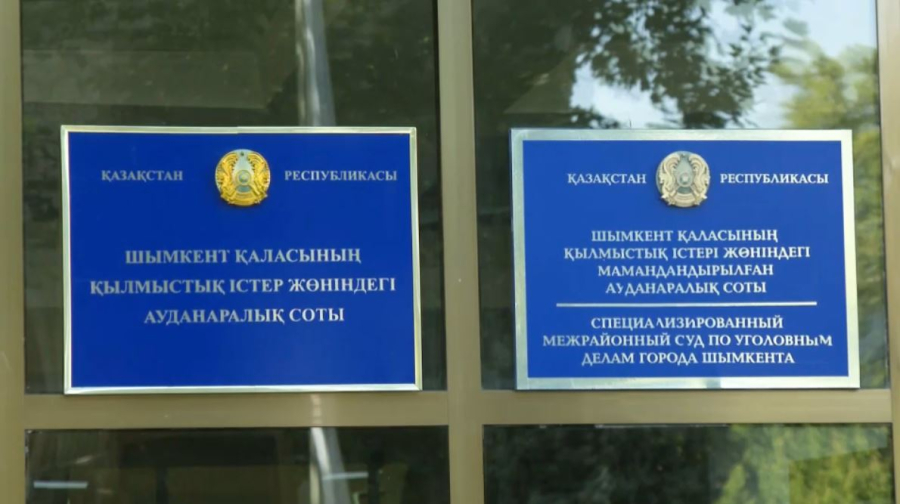 ҚАЗАҚСТАН РЕСПУБЛИКАСЫ
ШЫМКЕНТ ҚАЛАСЫНЫҢ
ҚЫЛМЫСТЫҚ ІСТЕР ЖӨНІНДЕГІ
АУДАНАРАЛЫҚ СОТЫ
ҚАЗАҚСТАН РЕСПУБЛИКАСЫ
ШЫМКЕНТ ҚАЛАСЫНЫҢ
ҚЫЛМЫСТЫҚ ІСТЕРІ ЖӨНІНДЕГІ
МАМАНДАНДЫРЫЛҒАН
АУДАНАРАЛЫҚ СОТЫ
СПЕЦИАЛИЗИРОВАННЫЙ
МЕЖРАЙОННЫЙ СУД ПО УГОЛОВНЫМ
ДЕЛАМ ГОРОДА ШЫМКЕНТА